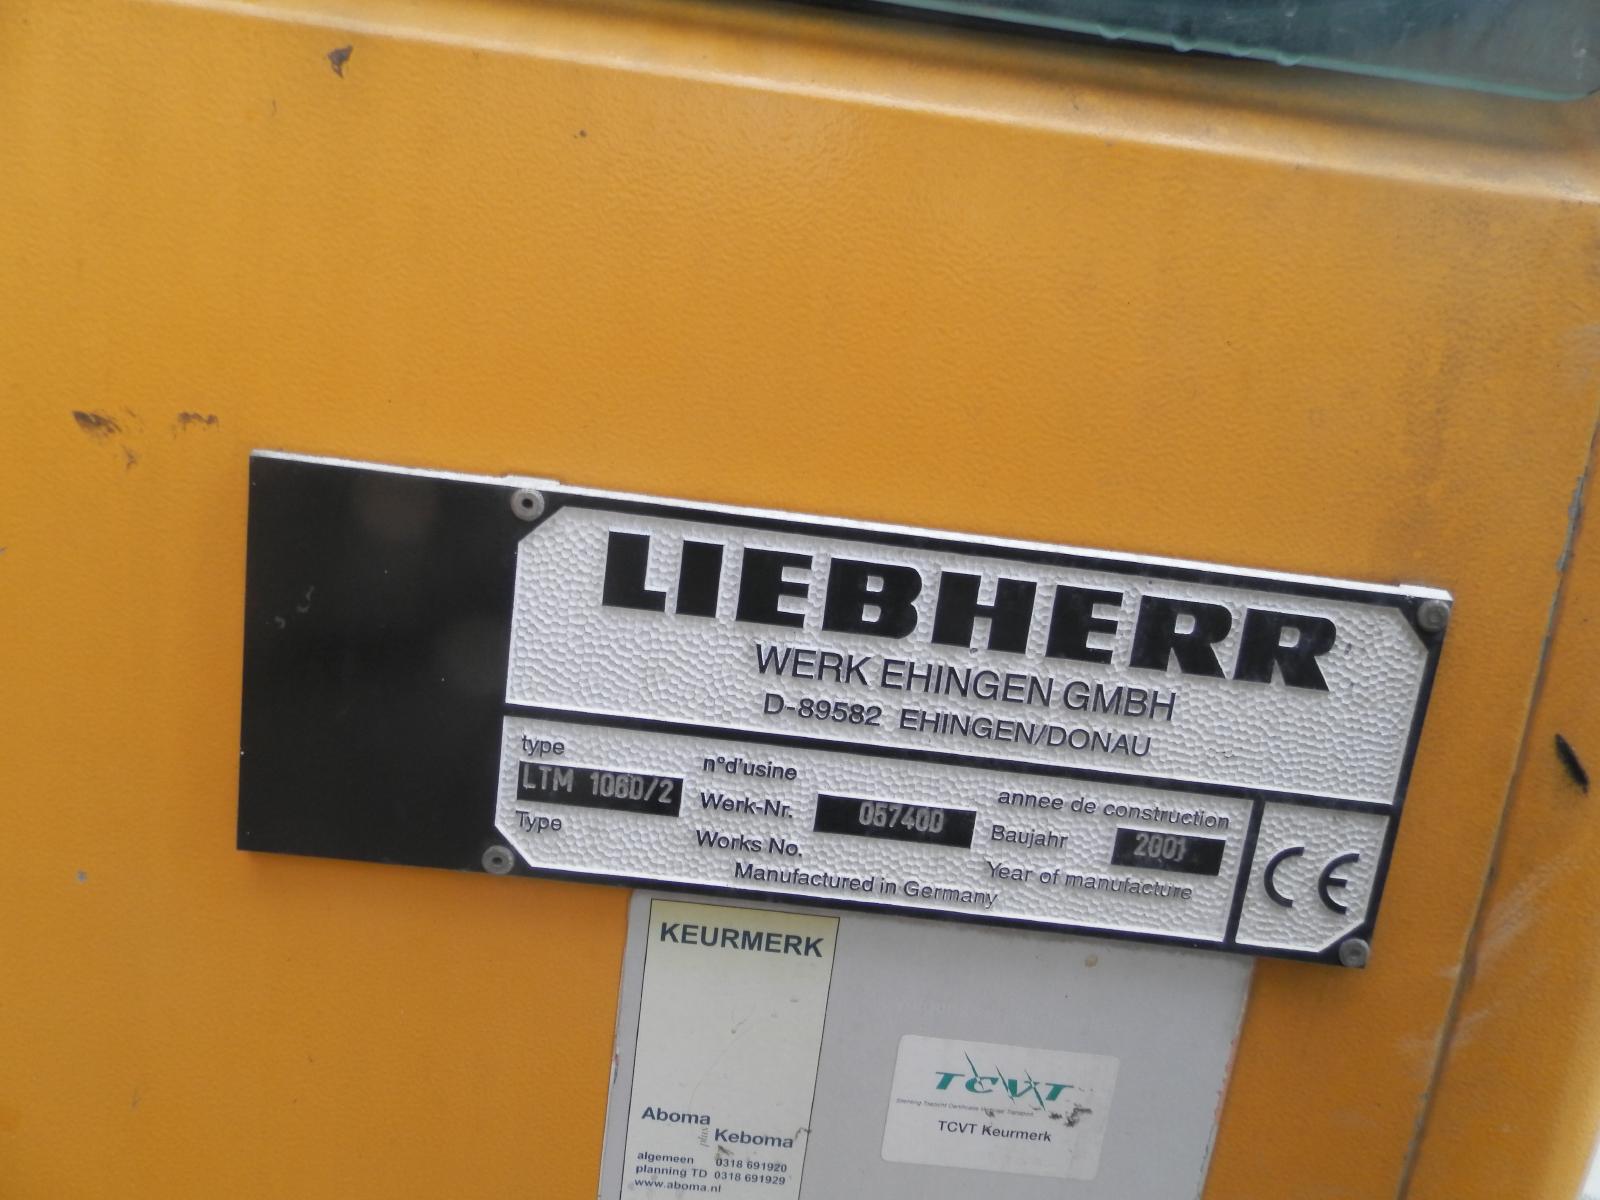 LIEBHERR
WERK EHINGEN GMBH
D-89582 EHINGEN/DONAU
type
LTM 1060/2
Type
n°d'usine
Werk-Nr.
057400
Works No.
annee de construction
Baujahr
2001
Year of manufacture
Manufactured in Germany
CE
KEURMERK
Aboma
plus
Keboma
algemeen 0318 691920
planning TD 0318 691929
www.aboma.nl
TCVT
TCVT Keurmerk